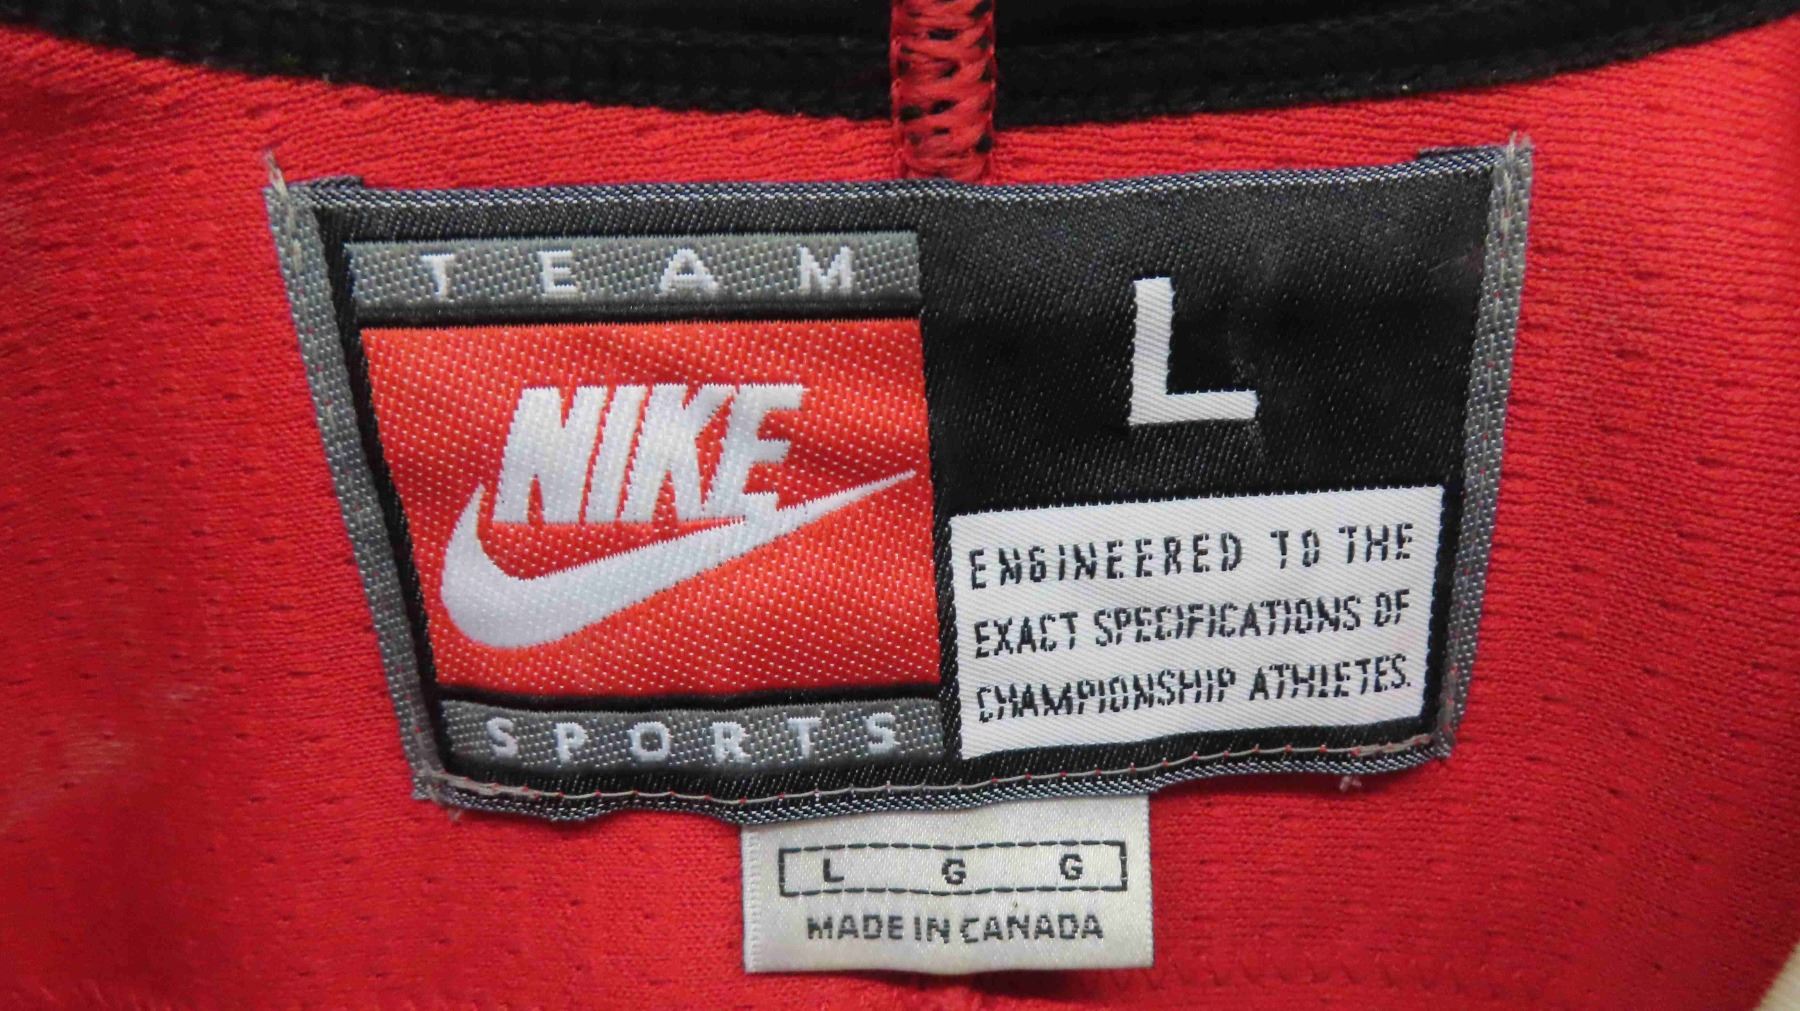 TEAM
NIKE
SPORTS
L
ENGINEERED TO THE
EXACT SPECIFICATIONS OF
CHAMPIONSHIP ATHLETES.
L G G
MADE IN CANADA